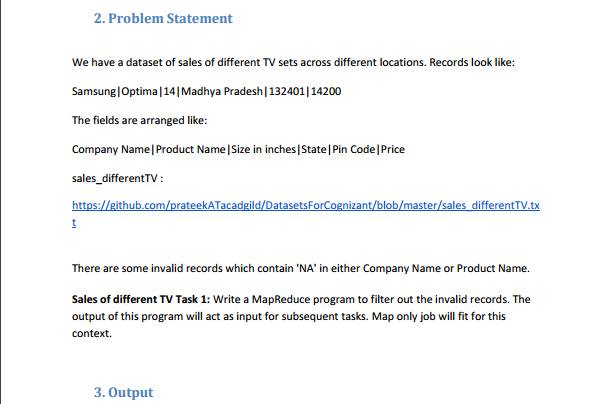 2. Problem Statement
We have a dataset of sales of different TV sets across different locations. Records look like:
Samsung|Optima|14|Madhya Pradesh|132401|14200
The fields are arranged like:
Company Name|Product Name|Size in inches|State|Pin Code|Price
sales_differentTV :
https://github.com/prateekATacadgild/DatasetsForCognizant/blob/master/sales_differentTV.tx
t
There are some invalid records which contain 'NA' in either Company Name or Product Name.
Sales of different TV Task 1: Write a MapReduce program to filter out the invalid records. The
output of this program will act as input for subsequent tasks. Map only job will fit for this
context.
3. Output